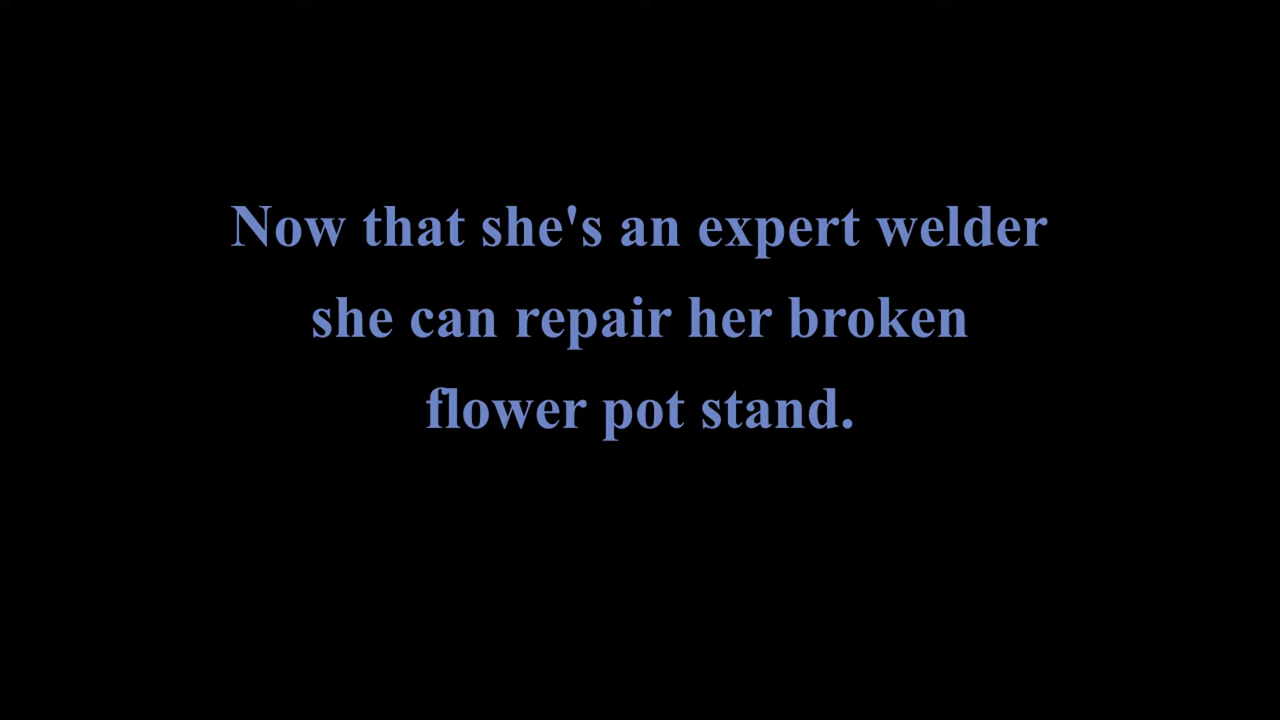 Now that she's an expert welder
she can repair her broken
flower pot stand.